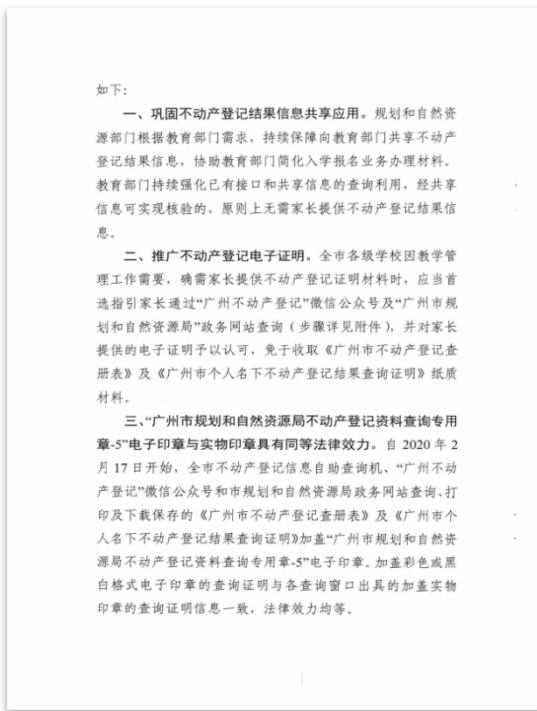 如下：
一、巩固不动产登记结果信息共享应用。规划和自然资
源部门根据教育部门需求，持续保障向教育部门共享不动产
登记结果信息，协助教育部门简化入学报名业务办理材料。
教育部门持续强化已有接口和共享信息的查询利用，经共享
信息可实现核验的，原则上无需家长提供不动产登记结果信
息。
二、推广不动产登记电子证明。全市各级学校因教学管
理工作需要，确需家长提供不动产登记证明材料时，应当首
选指引家长通过“广州不动产登记”微信公众号及“广州市规
划和自然资源局”政务网站查询（步骤详见附件），并对家长
提供的电子证明予以认可，免于收取《广州市不动产登记查
册表》及《广州市个人名下不动产登记结果查询证明》纸质
材料。
三、“广州市规划和自然资源局不动产登记资料查询专用
章-5”电子印章与实物印章具有同等法律效力。自 2020 年 2
月 17 日开始，全市不动产登记信息自助查询机、“广州不动
产登记”微信公众号和市规划和自然资源局政务网站查询、打
印及下载保存的《广州市不动产登记查册表》及《广州市个
人名下不动产登记结果查询证明》加盖“广州市规划和自然资
源局不动产登记资料查询专用章-5”电子印章。加盖彩色或黑
白格式电子印章的查询证明与各查询窗口出具的加盖实物
印章的查询证明信息一致，法律效力均等。